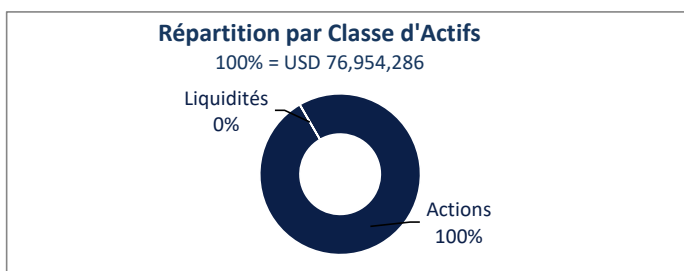 Répartition par Classe d'Actifs
100% = USD 76,954,286
Liquidités
0%
Actions
100%